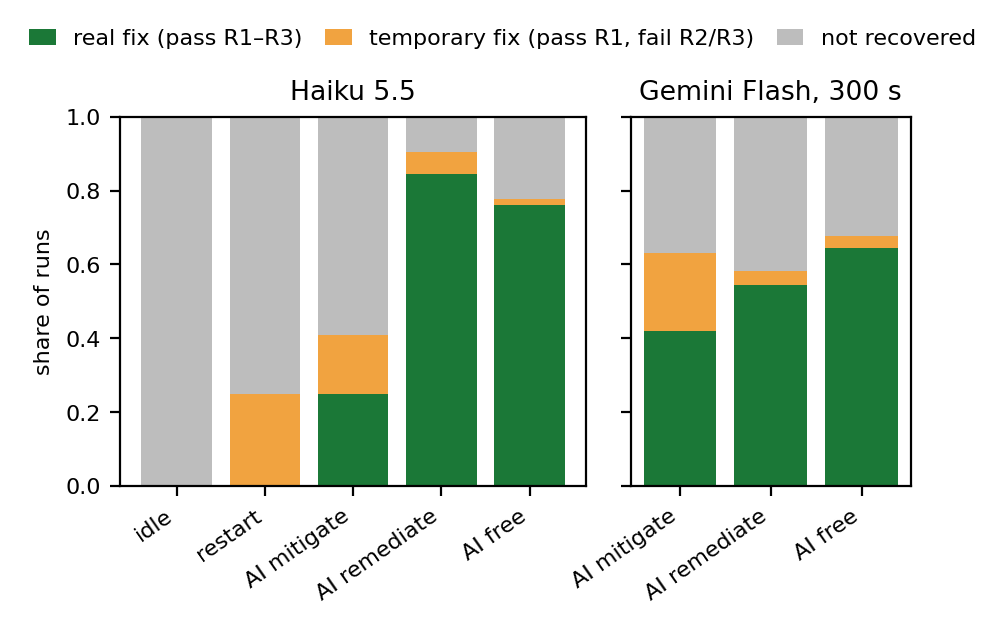 real fix (pass R1–R3) temporary fix (pass R1, fail R2/R3) not recovered
Haiku 5.5
Gemini Flash, 300 s
share of runs
1.0
0.8
0.6
0.4
0.2
0.0
idle
restart
AI mitigate
AI remediate
AI free
AI mitigate
AI remediate
AI free